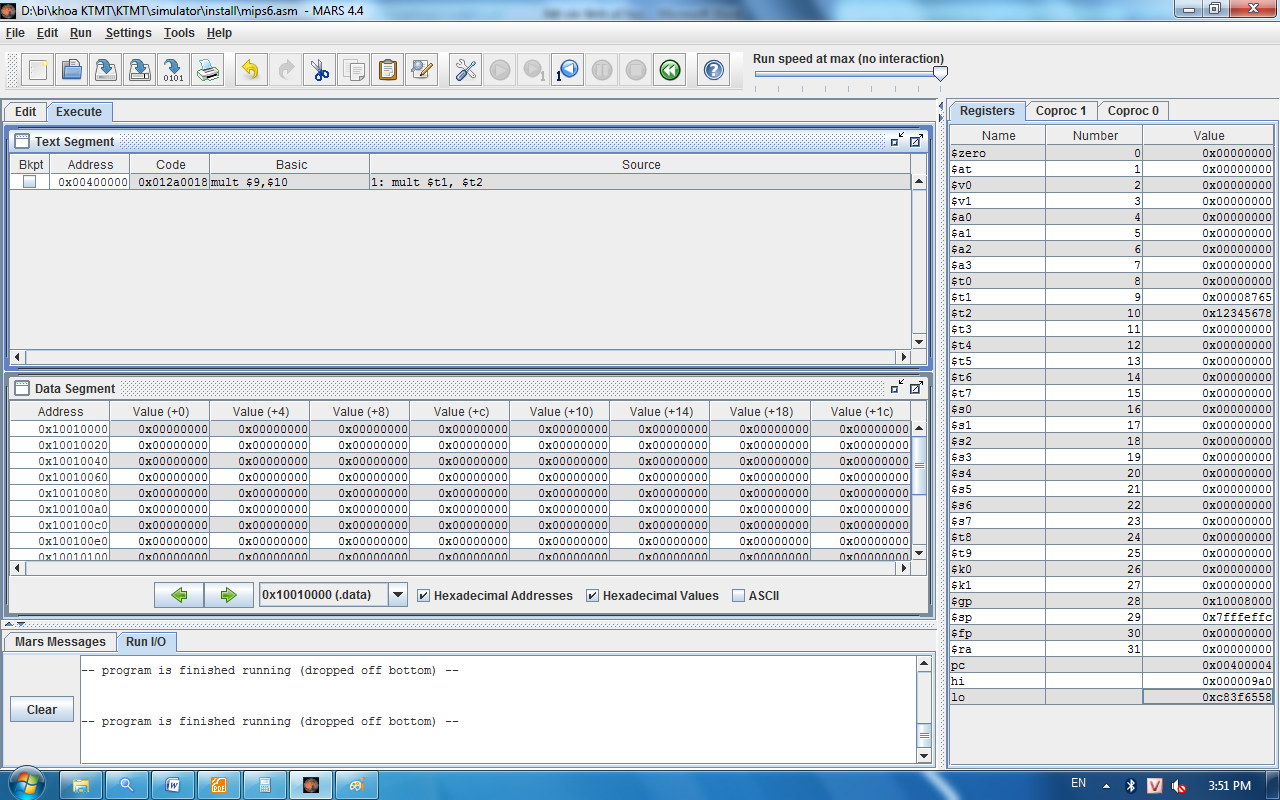 D:\bi\khoa KTMT\KTMT\simulator\install\mips6.asm - MARS 4.4
File Edit Run Settings Tools Help
0101 1 1
Run speed at max (no interaction)
Edit Execute
Text Segment
Bkpt Address Code Basic Source
0x00400000 0x012a0018 mult $9,$10 1: mult $t1, $t2
Data Segment
Address Value (+0) Value (+4) Value (+8) Value (+c) Value (+10) Value (+14) Value (+18) Value (+1c)
0x10010000 0x00000000 0x00000000 0x00000000 0x00000000 0x00000000 0x00000000 0x00000000 0x00000000
0x10010020 0x00000000 0x00000000 0x00000000 0x00000000 0x00000000 0x00000000 0x00000000 0x00000000
0x10010040 0x00000000 0x00000000 0x00000000 0x00000000 0x00000000 0x00000000 0x00000000 0x00000000
0x10010060 0x00000000 0x00000000 0x00000000 0x00000000 0x00000000 0x00000000 0x00000000 0x00000000
0x10010080 0x00000000 0x00000000 0x00000000 0x00000000 0x00000000 0x00000000 0x00000000 0x00000000
0x100100a0 0x00000000 0x00000000 0x00000000 0x00000000 0x00000000 0x00000000 0x00000000 0x00000000
0x100100c0 0x00000000 0x00000000 0x00000000 0x00000000 0x00000000 0x00000000 0x00000000 0x00000000
0x100100e0 0x00000000 0x00000000 0x00000000 0x00000000 0x00000000 0x00000000 0x00000000 0x00000000
0x10010100 0x00000000 0x00000000 0x00000000 0x00000000 0x00000000 0x00000000 0x00000000 0x00000000
0x10010000 (.data) Hexadecimal Addresses Hexadecimal Values ASCII
Mars Messages Run I/O
-- program is finished running (dropped off bottom) --
Clear
-- program is finished running (dropped off bottom) --
Registers Coproc 1 Coproc 0
Name Number Value
$zero 0 0x00000000
$at 1 0x00000000
$v0 2 0x00000000
$v1 3 0x00000000
$a0 4 0x00000000
$a1 5 0x00000000
$a2 6 0x00000000
$a3 7 0x00000000
$t0 8 0x00000000
$t1 9 0x00008765
$t2 10 0x12345678
$t3 11 0x00000000
$t4 12 0x00000000
$t5 13 0x00000000
$t6 14 0x00000000
$t7 15 0x00000000
$s0 16 0x00000000
$s1 17 0x00000000
$s2 18 0x00000000
$s3 19 0x00000000
$s4 20 0x00000000
$s5 21 0x00000000
$s6 22 0x00000000
$s7 23 0x00000000
$t8 24 0x00000000
$t9 25 0x00000000
$k0 26 0x00000000
$k1 27 0x00000000
$gp 28 0x10008000
$sp 29 0x7fffeffc
$fp 30 0x00000000
$ra 31 0x00000000
pc 0x00400004
hi 0x000009a0
lo 0xc83f6558
W PDF EN V 3:51 PM